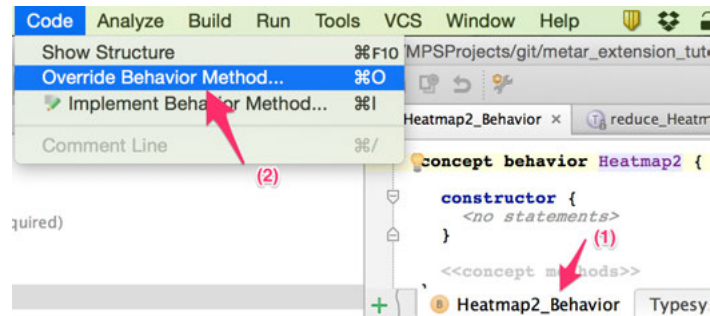 Code Analyze Build Run Tools VCS Window Help
Show Structure ⌘F10
MPSProjects/git/metar_extension_tut
Override Behavior Method... ⌘O
Implement Behavior Method... ⌘I
Heatmap2_Behavior × reduce_Heatm
Comment Line ⌘/
(2)
concept behavior Heatmap2 {
constructor {
<no statements>
quired)
} (1)
<<concept methods>>
}
+ B Heatmap2_Behavior Typesy